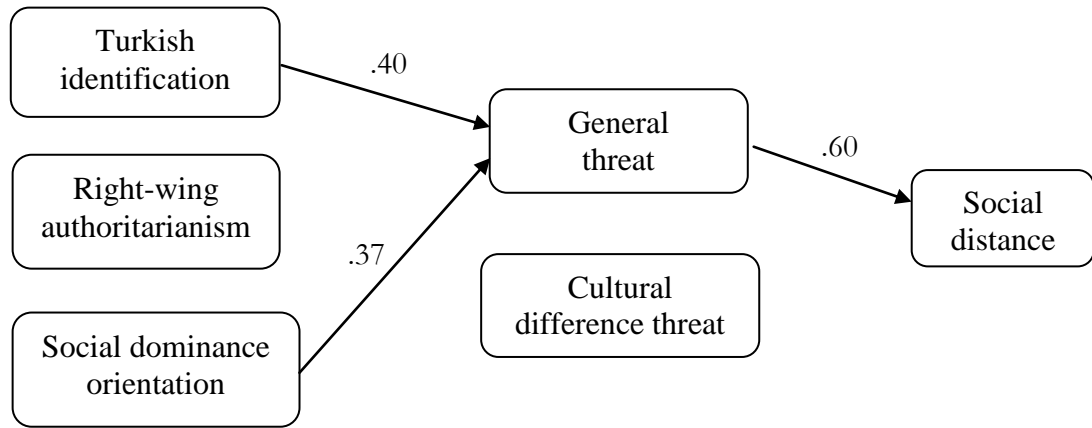 Turkish
identification
.40
General
threat
.60
Right-wing
authoritarianism
Social
distance
.37
Cultural
difference threat
Social dominance
orientation